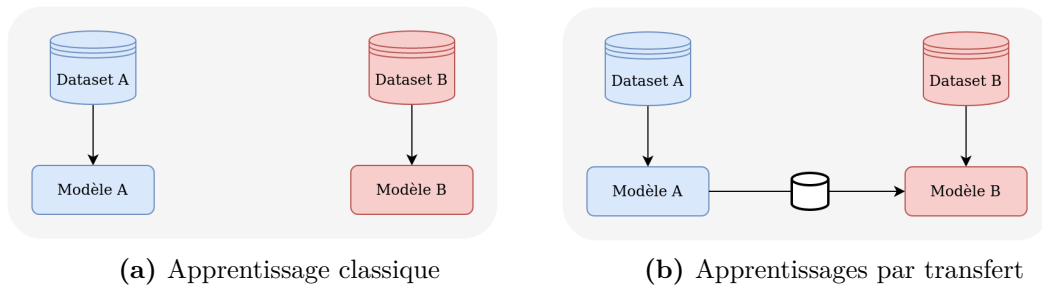 Dataset A
Dataset B
Modèle A
Modèle B
(a) Apprentissage classique
Dataset A
Dataset B
Modèle A
Modèle B
(b) Apprentissages par transfert